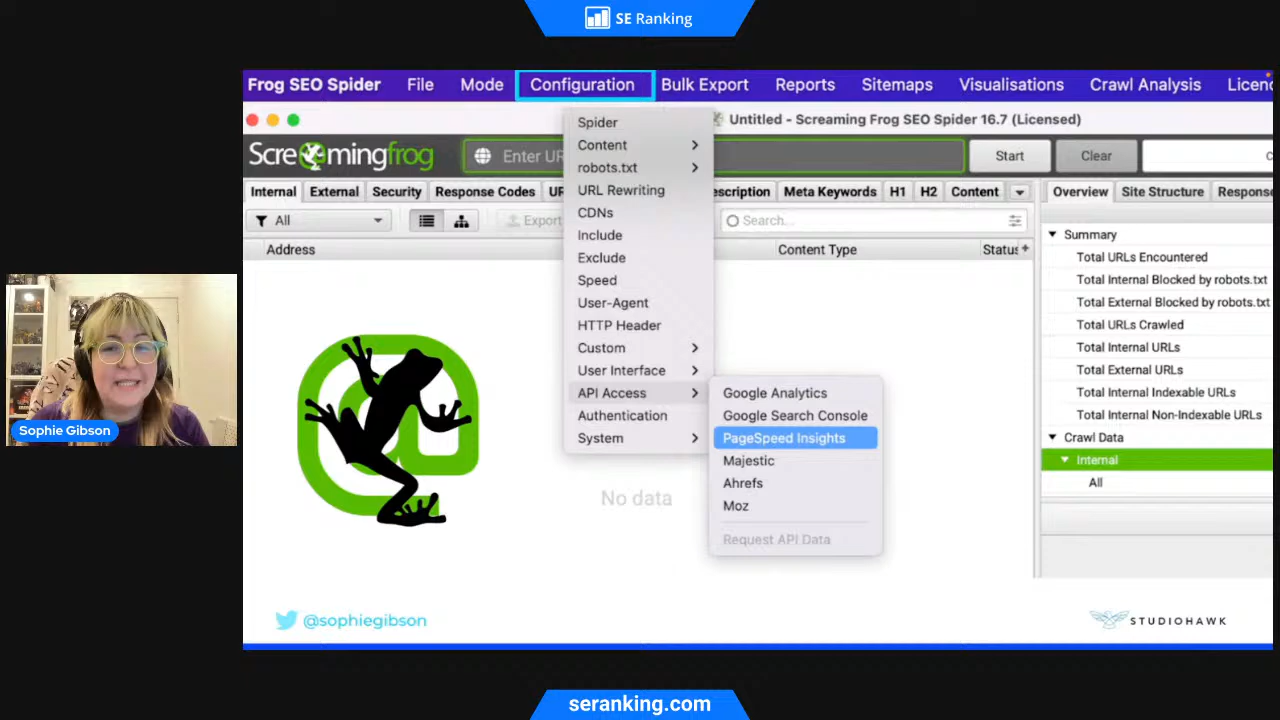 SE Ranking
Frog SEO Spider File Mode Configuration Bulk Export Reports Sitemaps Visualisations Crawl Analysis Licenc
Untitled - Screaming Frog SEO Spider 16.7 (Licensed)
Screamingfrog
Enter UR
Start
Clear
Internal External Security Response Codes UR
escription Meta Keywords H1 H2 Content
Overview Site Structure Response
All
Export
Search...
Address
Content Type
Status
Spider
Content
robots.txt
URL Rewriting
CDNs
Include
Exclude
Speed
User-Agent
HTTP Header
Custom
User Interface
API Access
Authentication
System
Google Analytics
Google Search Console
PageSpeed Insights
Majestic
Ahrefs
Moz
Request API Data
No data
Summary
Total URLs Encountered
Total Internal Blocked by robots.txt
Total External Blocked by robots.txt
Total URLs Crawled
Total Internal URLs
Total External URLs
Total Internal Indexable URLs
Total Internal Non-Indexable URLs
Crawl Data
Internal
All
Sophie Gibson
@sophiegibson
STUDIOHAWK
seranking.com